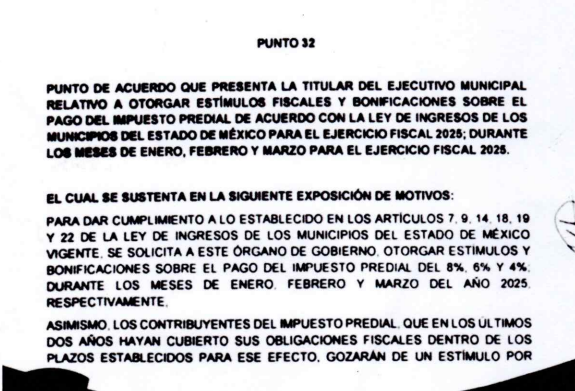 PUNTO 32
PUNTO DE ACUERDO QUE PRESENTA LA TITULAR DEL EJECUTIVO MUNICIPAL
RELATIVO A OTORGAR ESTÍMULOS FISCALES Y BONIFICACIONES SOBRE EL
PAGO DEL IMPUESTO PREDIAL DE ACUERDO CON LA LEY DE INGRESOS DE LOS
MUNICIPIOS DEL ESTADO DE MÉXICO PARA EL EJERCICIO FISCAL 2025; DURANTE
LOS MESES DE ENERO, FEBRERO Y MARZO PARA EL EJERCICIO FISCAL 2025.
EL CUAL SE SUSTENTA EN LA SIGUIENTE EXPOSICIÓN DE MOTIVOS:
PARA DAR CUMPLIMIENTO A LO ESTABLECIDO EN LOS ARTÍCULOS 7, 9, 14, 18, 19
Y 22 DE LA LEY DE INGRESOS DE LOS MUNICIPIOS DEL ESTADO DE MÉXICO
VIGENTE, SE SOLICITA A ESTE ÓRGANO DE GOBIERNO, OTORGAR ESTÍMULOS Y
BONIFICACIONES SOBRE EL PAGO DEL IMPUESTO PREDIAL DEL 8%, 6% Y 4%;
DURANTE LOS MESES DE ENERO, FEBRERO Y MARZO DEL AÑO 2025,
RESPECTIVAMENTE.
ASIMISMO, LOS CONTRIBUYENTES DEL IMPUESTO PREDIAL, QUE EN LOS ÚLTIMOS
DOS AÑOS HAYAN CUBIERTO SUS OBLIGACIONES FISCALES DENTRO DE LOS
PLAZOS ESTABLECIDOS PARA ESE EFECTO, GOZARÁN DE UN ESTÍMULO POR